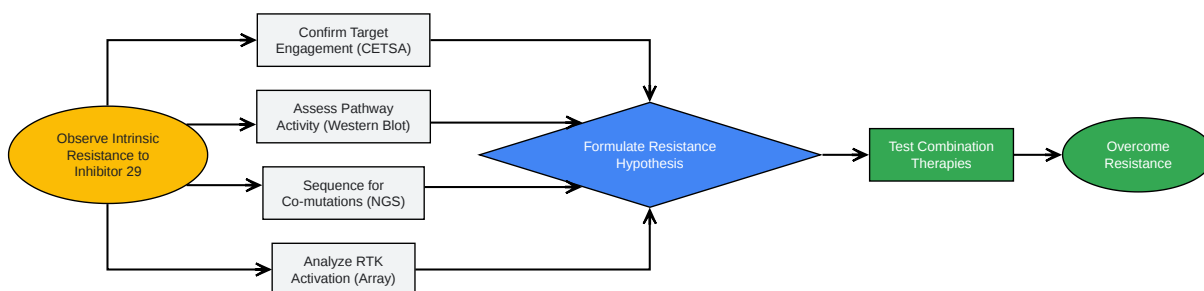 Observe Intrinsic
Resistance to
Inhibitor 29
Confirm Target
Engagement (CETSA)
Assess Pathway
Activity (Western Blot)
Sequence for
Co-mutations (NGS)
Analyze RTK
Activation (Array)
Formulate Resistance
Hypothesis
Test Combination
Therapies
Overcome
Resistance